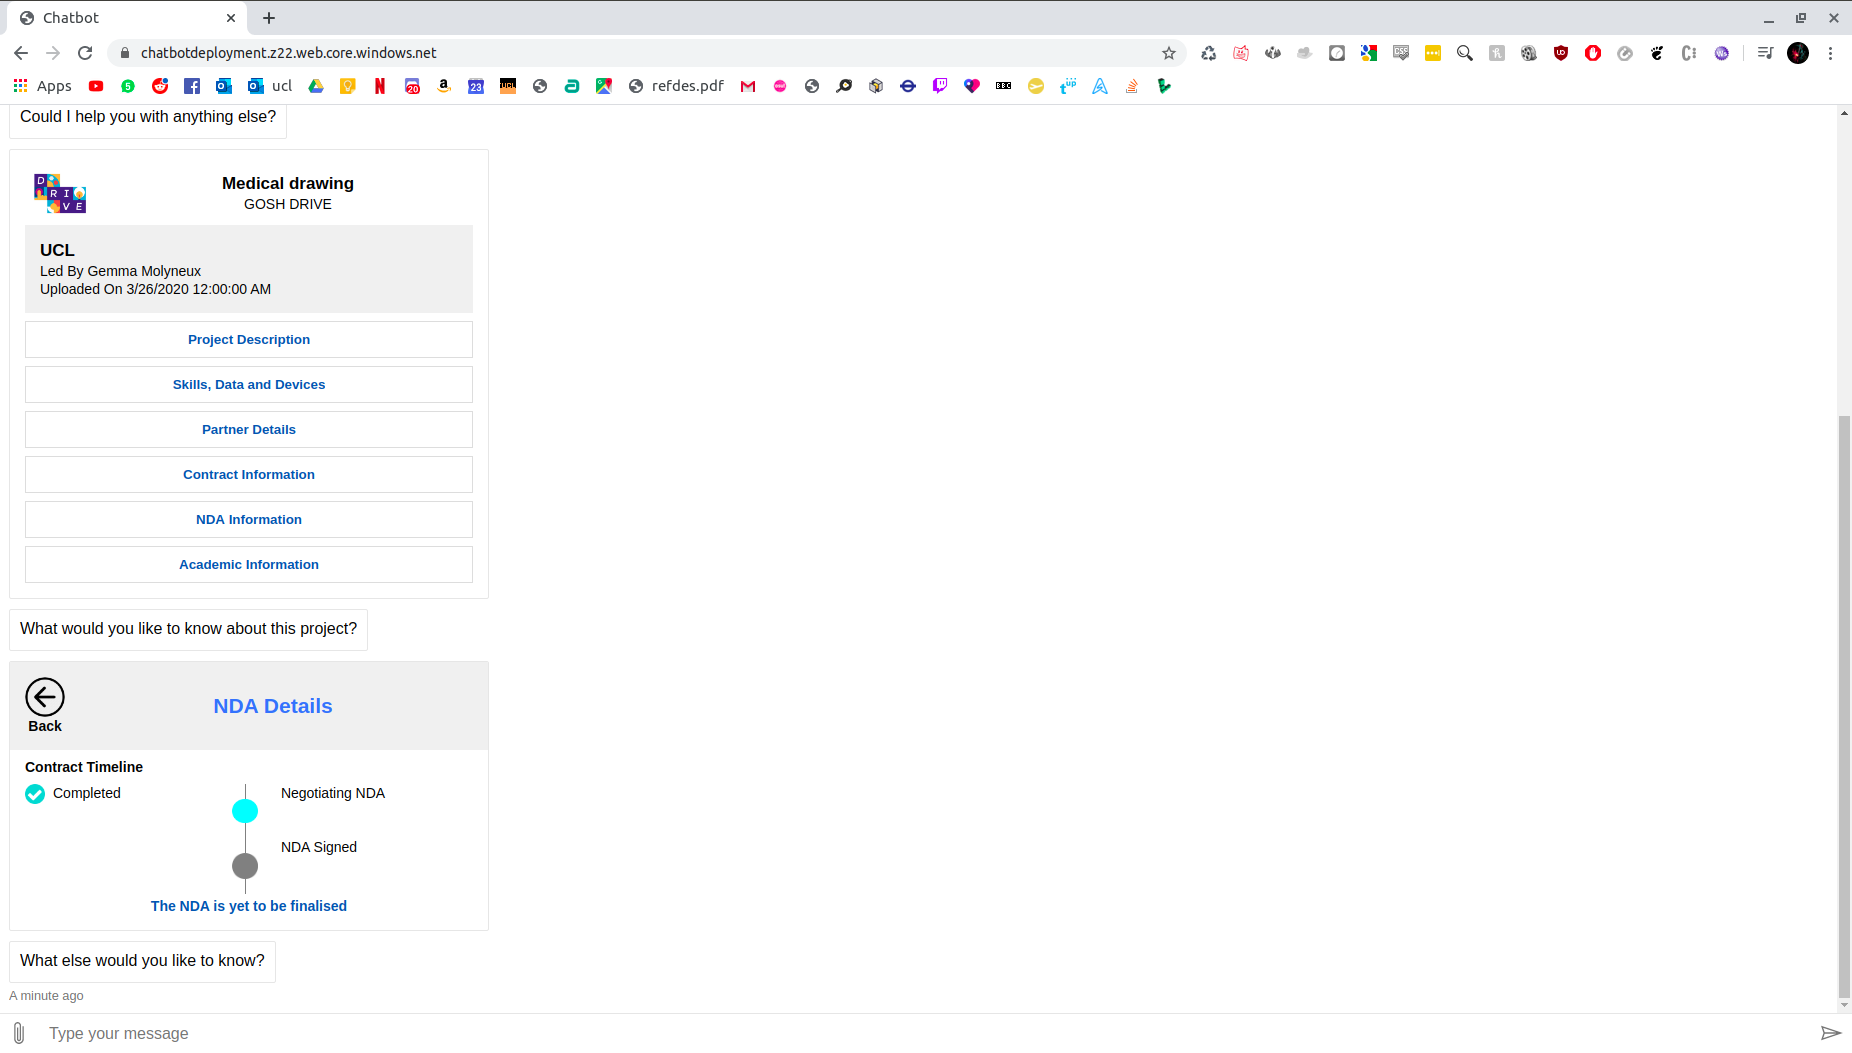 Chatbot
chatbotdeployment.z22.web.core.windows.net
Apps
ucl
refdes.pdf
Could I help you with anything else?
D
R I
V E
Medical drawing
GOSH DRIVE
UCL
Led By Gemma Molyneux
Uploaded On 3/26/2020 12:00:00 AM
Project Description
Skills, Data and Devices
Partner Details
Contract Information
NDA Information
Academic Information
What would you like to know about this project?
Back
NDA Details
Contract Timeline
Completed
Negotiating NDA
NDA Signed
The NDA is yet to be finalised
What else would you like to know?
A minute ago
Type your message